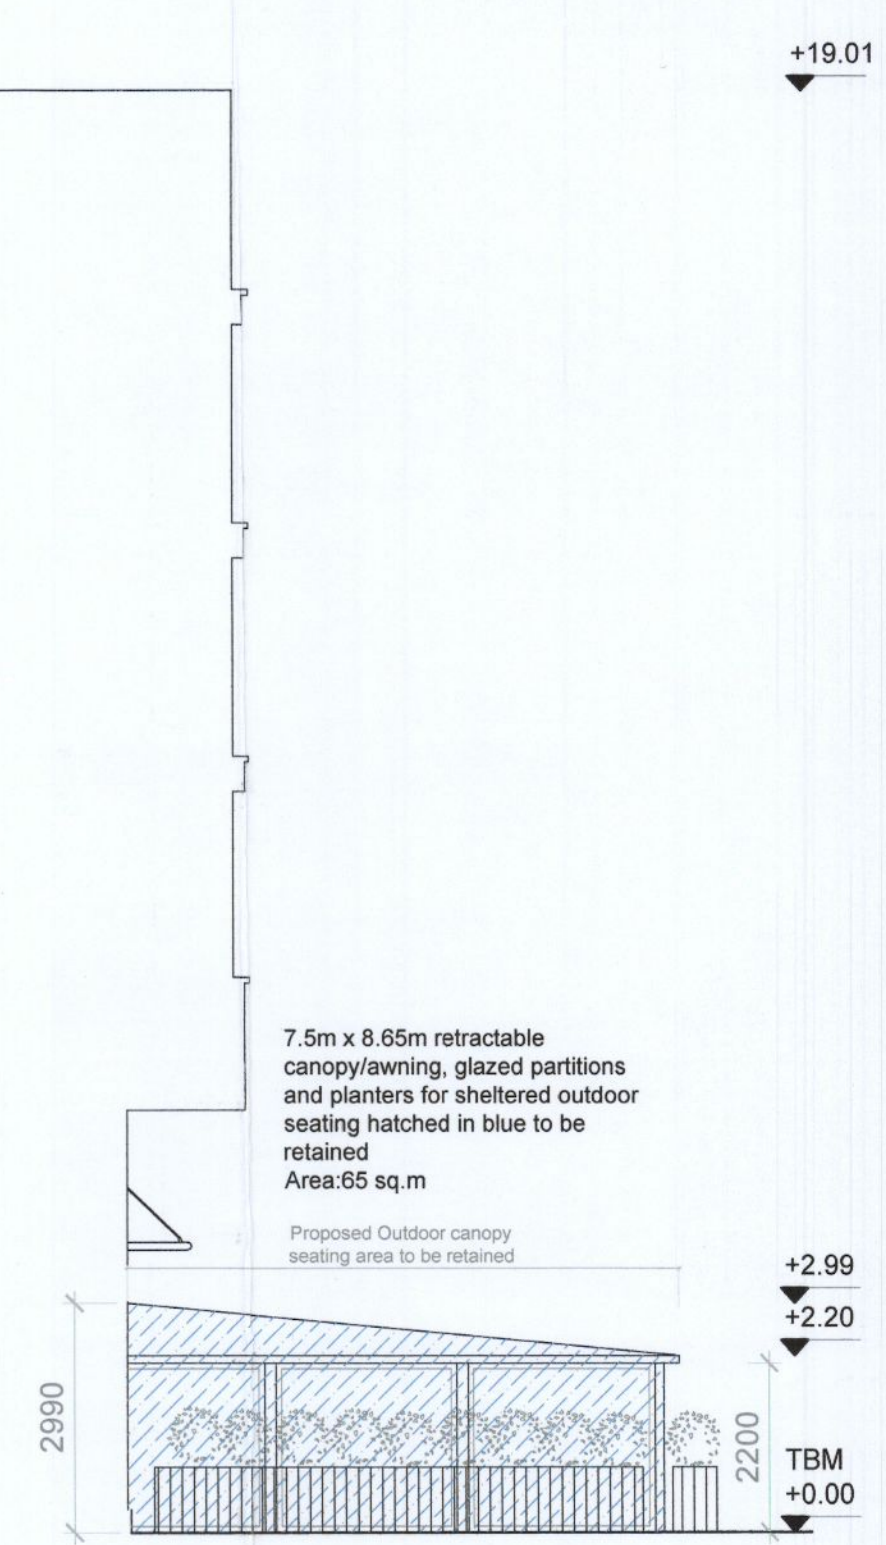 +19.01
7.5m x 8.65m retractable
canopy/awning, glazed partitions
and planters for sheltered outdoor
seating hatched in blue to be
retained
Area:65 sq.m
Proposed Outdoor canopy
seating area to be retained
+2.99
+2.20
2990
2200
TBM
+0.00